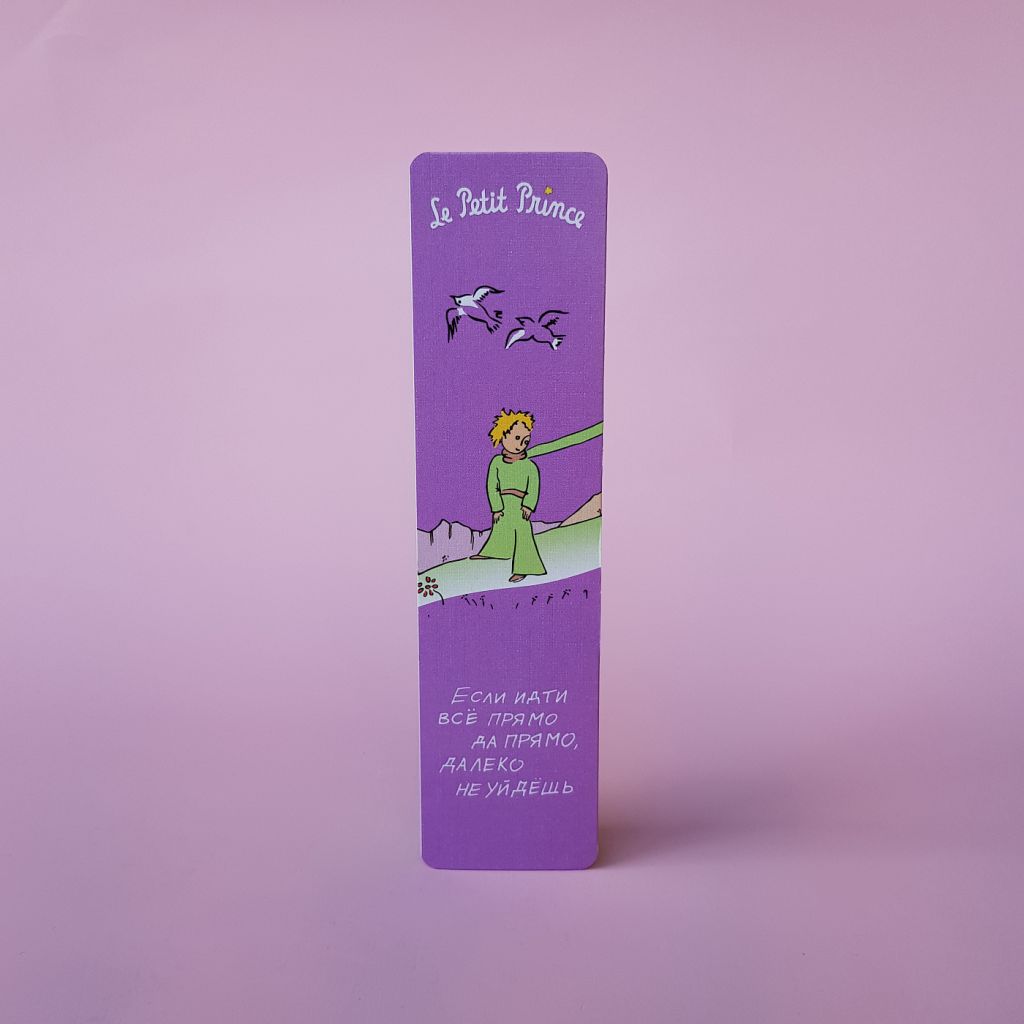 Le Petit Prince
Если идти
всё прямо
да прямо,
далеко
не уйдёшь